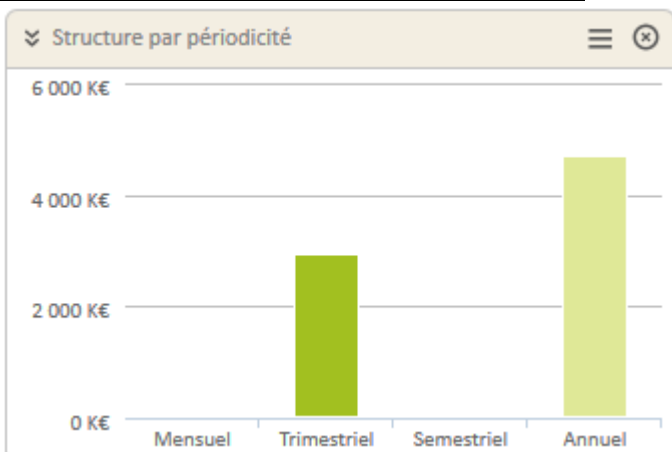 Structure par périodicité
6 000 K€
4 000 K€
2 000 K€
0 K€
Mensuel Trimestriel Semestriel Annuel